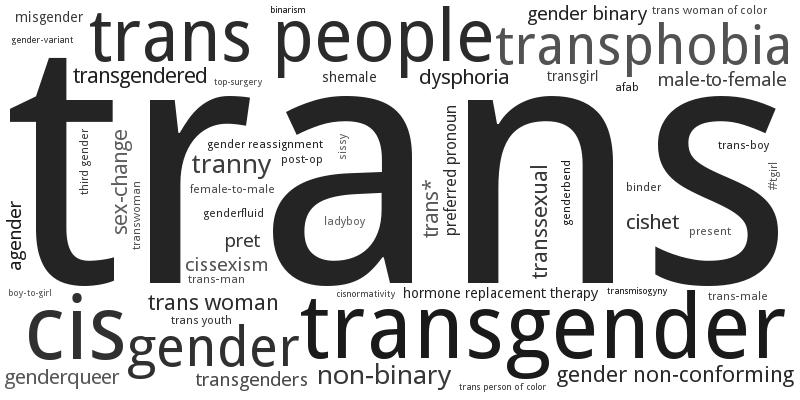 misgender
binarism
gender binary
trans woman of color
gender-variant
trans people
transphobia
transgendered
top-surgery
shemale
dysphoria
transgirl
male-to-female
afab
trans
third gender
sex-change
transwoman
gender reassignment
sissy
tranny
post-op
female-to-male
genderfluid
ladyboy
pret
cissexism
trans-man
trans*
preferred pronoun
transsexual
genderbend
trans-boy
binder
#tgirl
cishet
present
agender
boy-to-girl
cis
trans woman
cisnormativity
hormone replacement therapy
transmisogyny
trans-male
trans youth
gender
transgender
genderqueer
transgenders
non-binary
trans person of color
gender non-conforming